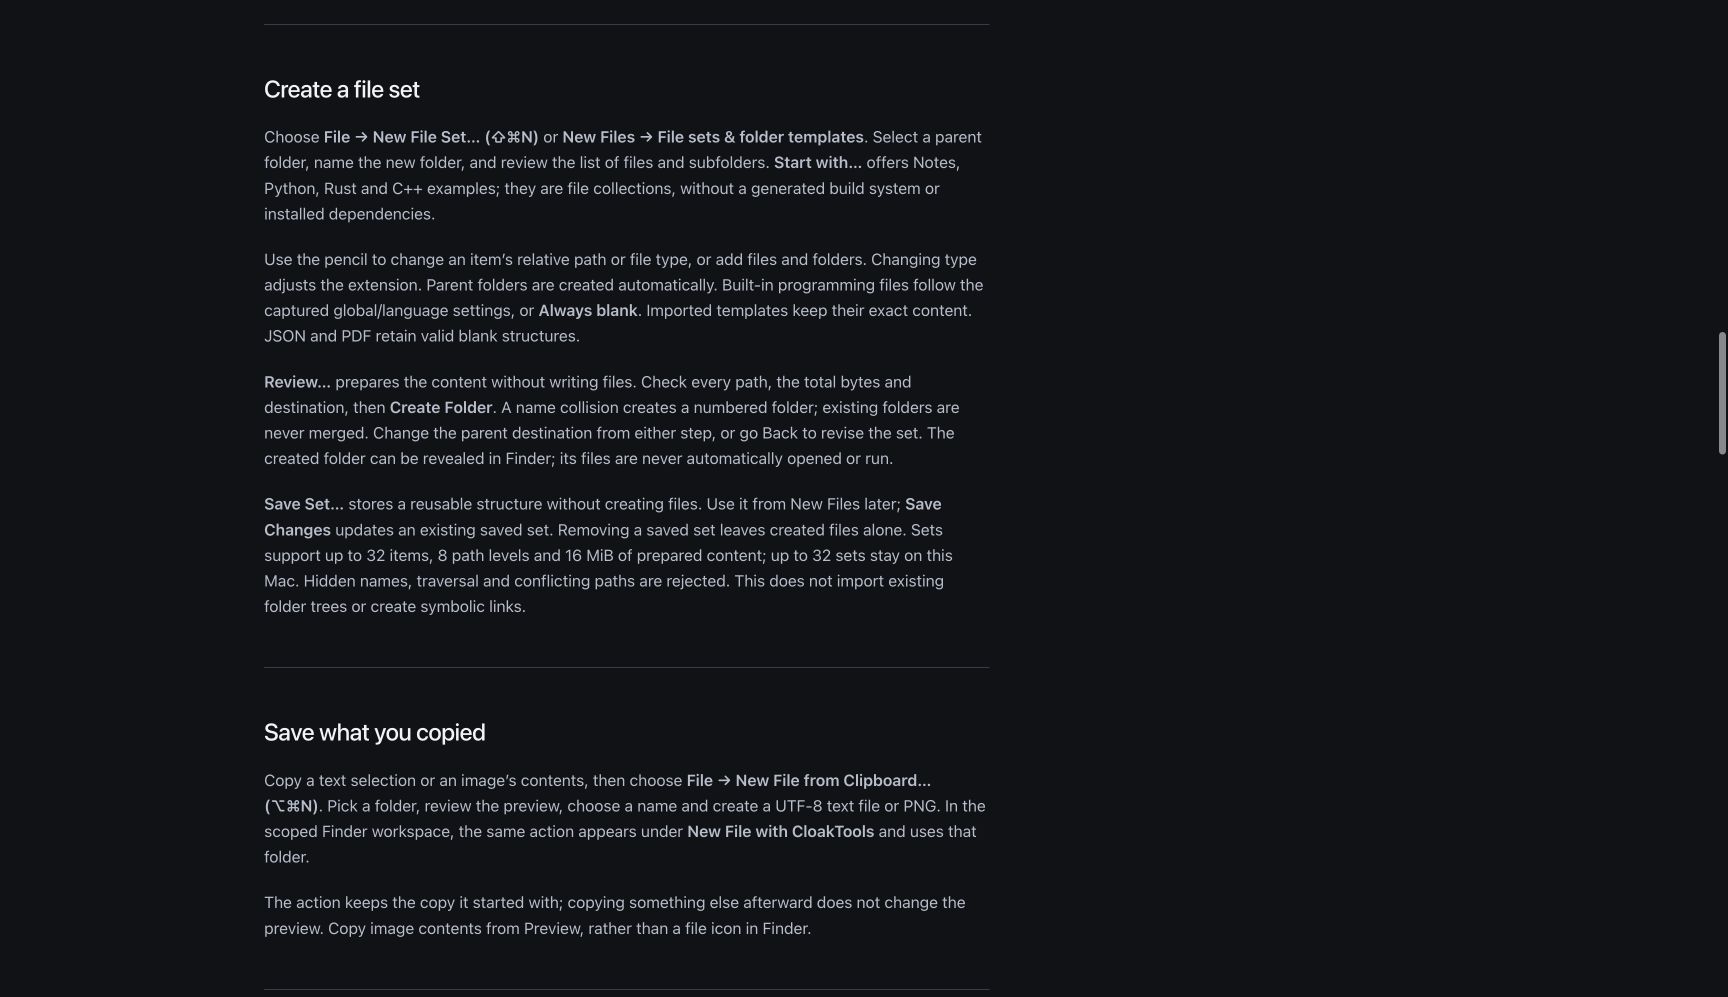 Create a file set
Choose File → New File Set... (⇧⌘N) or New Files → File sets & folder templates. Select a parent
folder, name the new folder, and review the list of files and subfolders. Start with... offers Notes,
Python, Rust and C++ examples; they are file collections, without a generated build system or
installed dependencies.
Use the pencil to change an item’s relative path or file type, or add files and folders. Changing type
adjusts the extension. Parent folders are created automatically. Built-in programming files follow the
captured global/language settings, or Always blank. Imported templates keep their exact content.
JSON and PDF retain valid blank structures.
Review... prepares the content without writing files. Check every path, the total bytes and
destination, then Create Folder. A name collision creates a numbered folder; existing folders are
never merged. Change the parent destination from either step, or go Back to revise the set. The
created folder can be revealed in Finder; its files are never automatically opened or run.
Save Set... stores a reusable structure without creating files. Use it from New Files later; Save
Changes updates an existing saved set. Removing a saved set leaves created files alone. Sets
support up to 32 items, 8 path levels and 16 MiB of prepared content; up to 32 sets stay on this
Mac. Hidden names, traversal and conflicting paths are rejected. This does not import existing
folder trees or create symbolic links.
Save what you copied
Copy a text selection or an image’s contents, then choose File → New File from Clipboard...
(⌥⌘N). Pick a folder, review the preview, choose a name and create a UTF-8 text file or PNG. In the
scoped Finder workspace, the same action appears under New File with CloakTools and uses that
folder.
The action keeps the copy it started with; copying something else afterward does not change the
preview. Copy image contents from Preview, rather than a file icon in Finder.